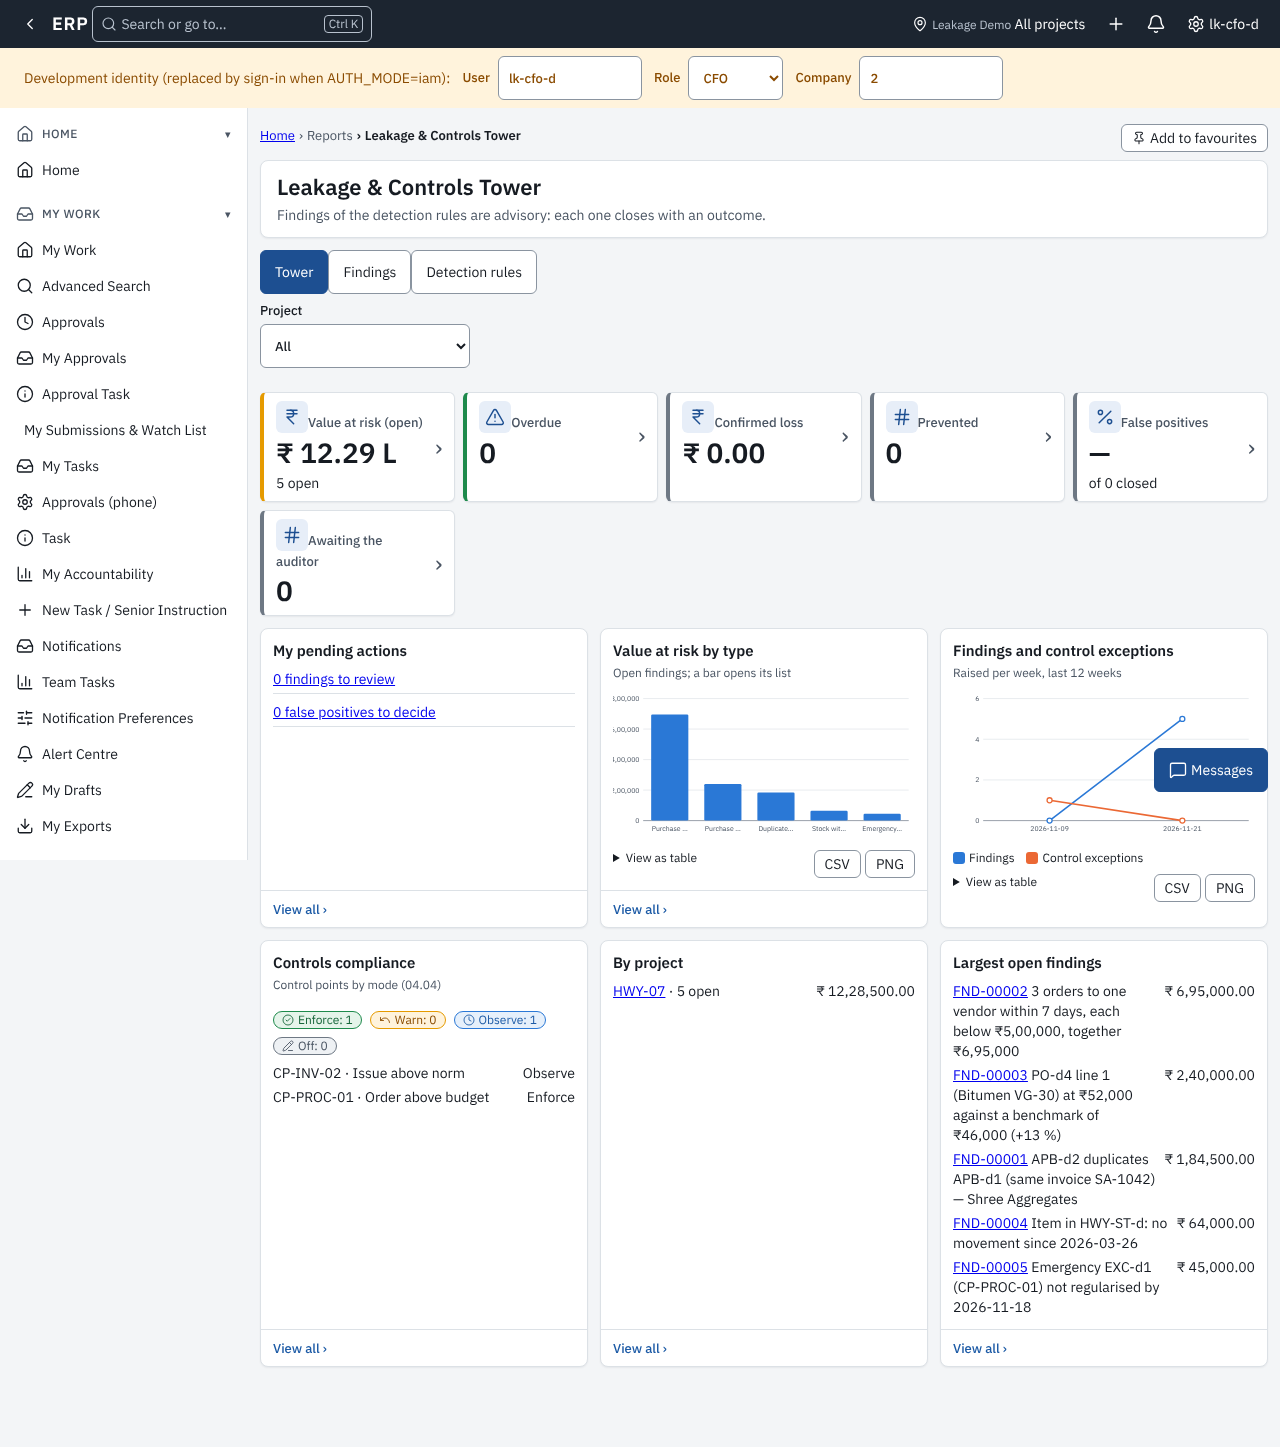 ERP
Search or go to...
Ctrl K
Leakage Demo All projects
lk-cfo-d
Development identity (replaced by sign-in when AUTH_MODE=iam):
User
lk-cfo-d
Role
CFO
Company
2
HOME
Home
MY WORK
My Work
Advanced Search
Approvals
My Approvals
Approval Task
My Submissions & Watch List
My Tasks
Approvals (phone)
Task
My Accountability
New Task / Senior Instruction
Notifications
Team Tasks
Notification Preferences
Alert Centre
My Drafts
My Exports
Home › Reports › Leakage & Controls Tower
Add to favourites
Leakage & Controls Tower
Findings of the detection rules are advisory: each one closes with an outcome.
Tower
Findings
Detection rules
Project
All
Value at risk (open)
₹ 12.29 L
5 open
Overdue
0
Confirmed loss
₹ 0.00
Prevented
0
False positives
—
of 0 closed
Awaiting the
auditor
0
My pending actions
0 findings to review
0 false positives to decide
View all ›
Value at risk by type
Open findings; a bar opens its list
0
Purchase ...
Purchase ...
Duplicate...
Stock wit...
Emergency...
View as table
CSV
PNG
View all ›
Findings and control exceptions
Raised per week, last 12 weeks
6
4
2
0
2026-11-09
2026-11-21
Messages
Findings
Control exceptions
View as table
CSV
PNG
Controls compliance
Control points by mode (04.04)
Enforce: 1
Warn: 0
Observe: 1
Off: 0
CP-INV-02 · Issue above norm
Observe
CP-PROC-01 · Order above budget
Enforce
View all ›
By project
HWY-07 · 5 open
₹ 12,28,500.00
View all ›
Largest open findings
FND-00002 3 orders to one
₹ 6,95,000.00
vendor within 7 days, each
below ₹5,00,000, together
₹6,95,000
FND-00003 PO-d4 line 1
₹ 2,40,000.00
(Bitumen VG-30) at ₹52,000
against a benchmark of
₹46,000 (+13 %)
FND-00001 APB-d2 duplicates
₹ 1,84,500.00
APB-d1 (same invoice SA-1042)
— Shree Aggregates
FND-00004 Item in HWY-ST-d: no
₹ 64,000.00
movement since 2026-03-26
FND-00005 Emergency EXC-d1
₹ 45,000.00
(CP-PROC-01) not regularised by
2026-11-18
View all ›